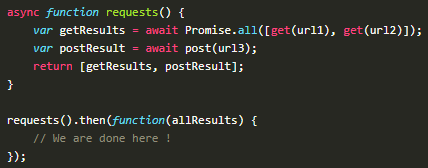 async function requests() {
    var getResults = await Promise.all([get(url1), get(url2)]);
    var postResult = await post(url3);
    return [getResults, postResult];
}

requests().then(function(allResults) {
    // We are done here !
});